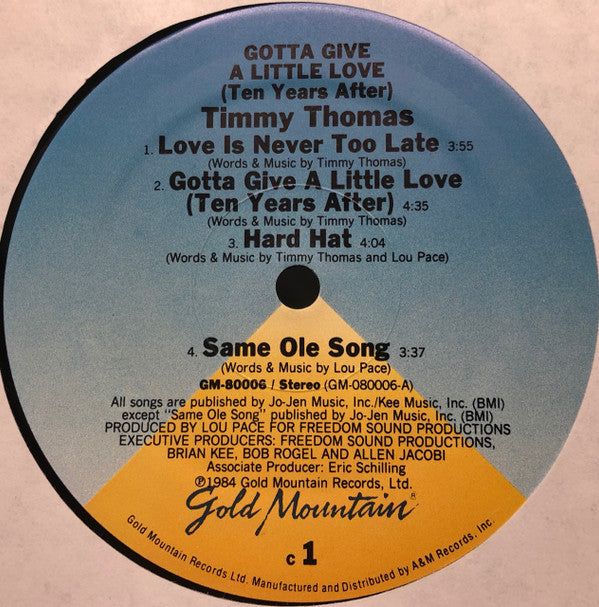 GOTTA GIVE
A LITTLE LOVE
(Ten Years After)
Timmy Thomas
1. Love Is Never Too Late 3:55
(Words & Music by Timmy Thomas)
2. Gotta Give A Little Love
(Ten Years After) 4:35
(Words & Music by Timmy Thomas)
3. Hard Hat 4:04
(Words & Music by Timmy Thomas and Lou Pace)
4. Same Ole Song 3:37
(Words & Music by Lou Pace)
GM-80006 / Stereo (GM-080006-A)
All songs are published by Jo-Jen Music, Inc./Kee Music, Inc. (BMI)
except "Same Ole Song" published by Jo-Jen Music, Inc. (BMI)
PRODUCED BY LOU PACE FOR FREEDOM SOUND PRODUCTIONS
EXECUTIVE PRODUCERS: FREEDOM SOUND PRODUCTIONS,
BRIAN KEE, BOB ROGEL AND ALLEN JACOBI
Associate Producer: Eric Schilling
℗1984 Gold Mountain Records, Ltd.
Gold Mountain®
c 1
Gold Mountain Records Ltd. Manufactured and Distributed by A&M Records, Inc.